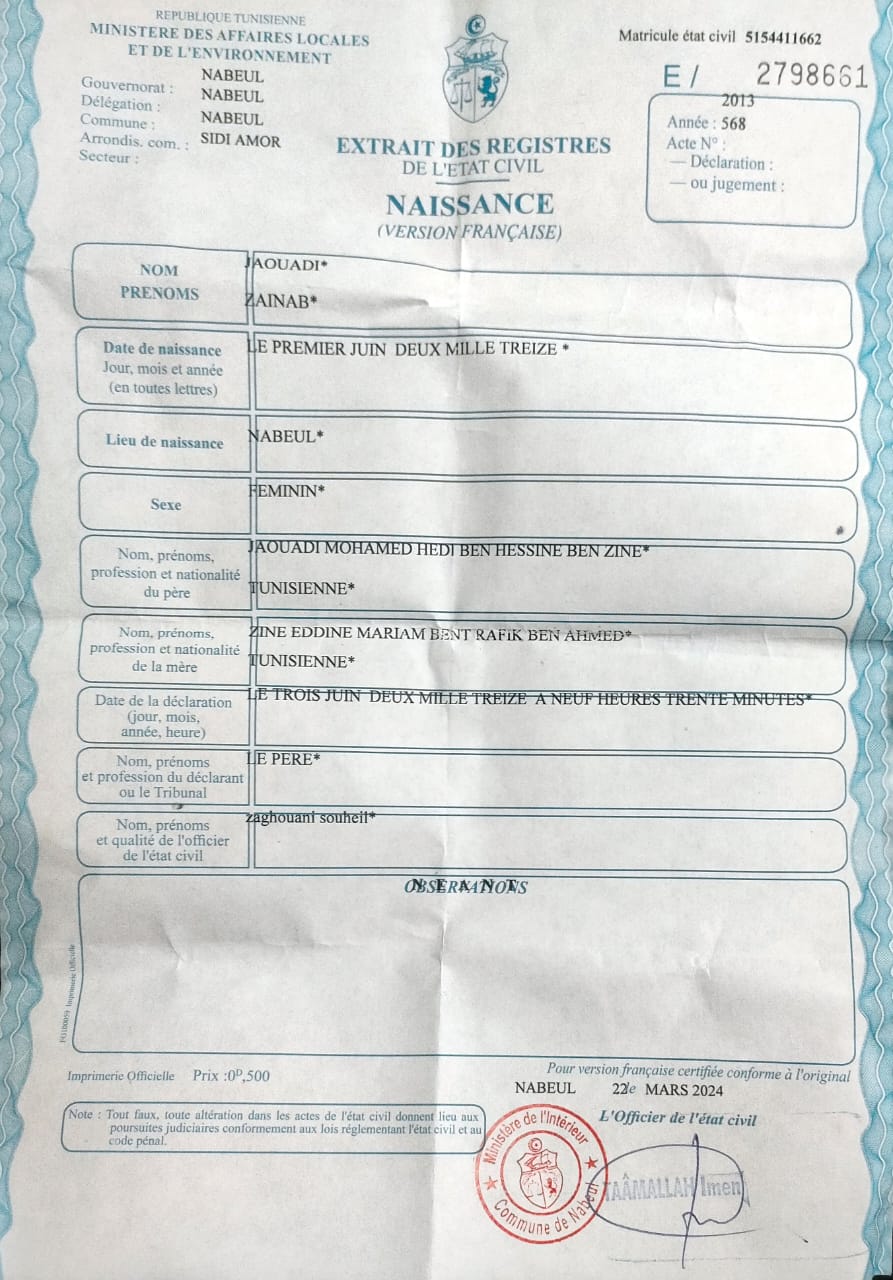 REPUBLIQUE TUNISIENNE
MINISTERE DES AFFAIRES LOCALES
ET DE L'ENVIRONNEMENT
Gouvernorat : NABEUL
Délégation : NABEUL
Commune : NABEUL
Arrondis. com. : SIDI AMOR
Secteur :
Matricule état civil 5154411662
E / 2798661
2013
Année : 568
Acte N° :
— Déclaration :
— ou jugement :
EXTRAIT DES REGISTRES
DE L'ETAT CIVIL
NAISSANCE
(VERSION FRANÇAISE)
NOM JAOUADI*
PRENOMS ZAINAB*
Date de naissance LE PREMIER JUIN DEUX MILLE TREIZE *
Jour, mois et année
(en toutes lettres)
Lieu de naissance NABEUL*
Sexe FEMININ*
Nom, prénoms, JAOUADI MOHAMED HEDI BEN HESSINE BEN ZINE*
profession et nationalité
du père TUNISIENNE*
Nom, prénoms, ZINE EDDINE MARIAM BENT RAFIK BEN AHMED*
profession et nationalité
de la mère TUNISIENNE*
Date de la déclaration LE TROIS JUIN DEUX MILLE TREIZE A NEUF HEURES TRENTE MINUTES*
(jour, mois,
année, heure)
Nom, prénoms LE PERE*
et profession du déclarant
ou le Tribunal
Nom, prénoms zaghouani souheil*
et qualité de l'officier
de l'état civil
OBSERVATIONS
N E A N T
Imprimerie Officielle
Imprimerie Officielle Prix :0ᴰ,500
Pour version française certifiée conforme à l'original
NABEUL 22 le MARS 2024
L'Officier de l'état civil
Note : Tout faux, toute altération dans les actes de l'état civil donnent lieu aux
poursuites judiciaires conformement aux lois réglementant l'état civil et au
code pénal.
Ministère de l'Intérieur
Commune de Nabeul
TAÂMALLAH Imen